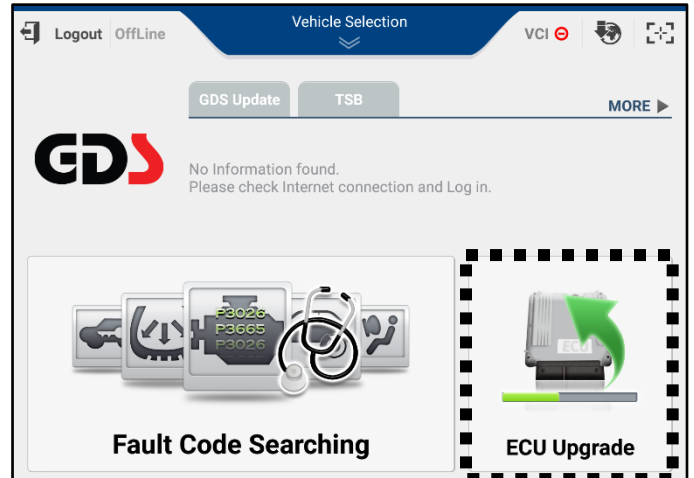 Logout OffLine
Vehicle Selection
VCI
GDS Update TSB
MORE
GDS
No Information found.
Please check Internet connection and Log in.
P3026
P3665
P3026
ECU
Fault Code Searching
ECU Upgrade